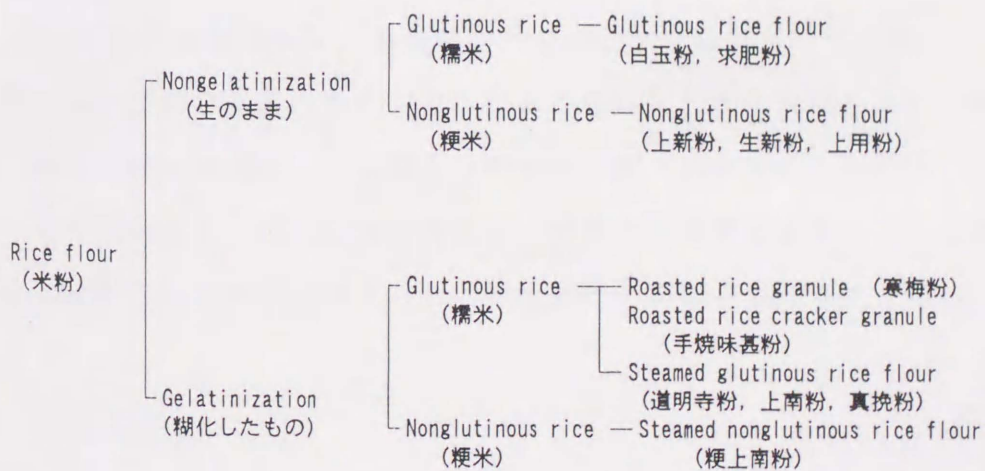 Glutinous rice — Glutinous rice flour
(糯米) (白玉粉, 求肥粉)
Nongelatinization
(生のまま)
Nonglutinous rice — Nonglutinous rice flour
(粳米) (上新粉, 生新粉, 上用粉)
Rice flour
(米粉)
Glutinous rice Roasted rice granule (寒梅粉)
(糯米) Roasted rice cracker granule
(手焼味甚粉)
Steamed glutinous rice flour
Gelatinization (道明寺粉, 上南粉, 真挽粉)
(糊化したもの)
Nonglutinous rice — Steamed nonglutinous rice flour
(粳米) (粳上南粉)